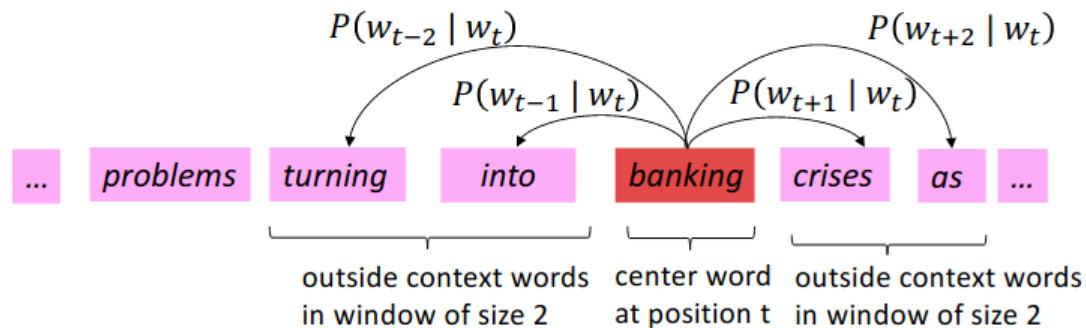 P(w_{t−2} | w_t)
P(w_{t+2} | w_t)
P(w_{t−1} | w_t)
P(w_{t+1} | w_t)
... problems turning into banking crises as ...
outside context words center word outside context words
in window of size 2 at position t in window of size 2